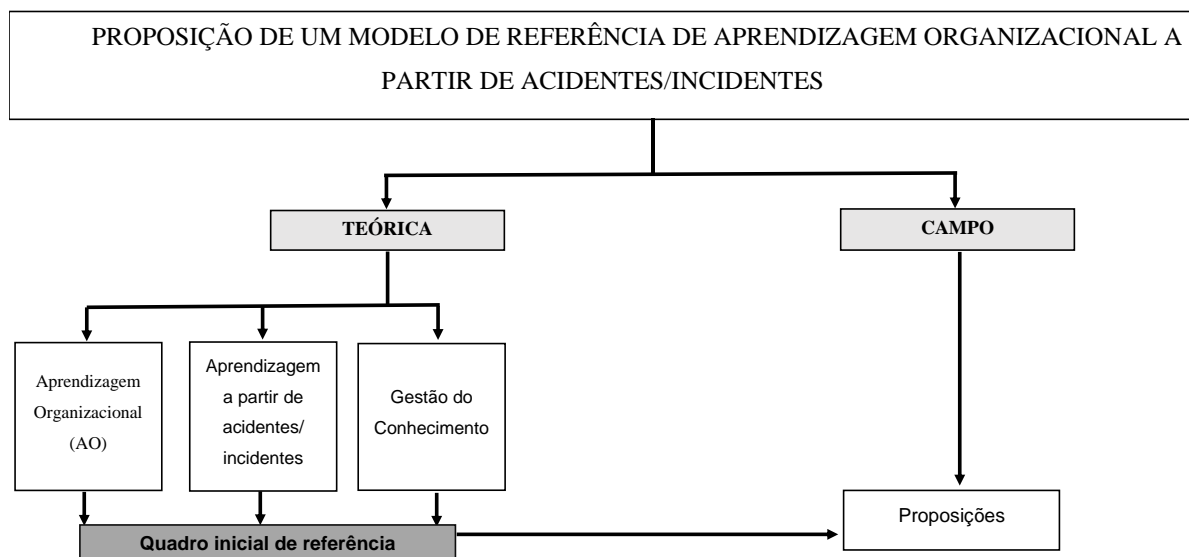 PROPOSIÇÃO DE UM MODELO DE REFERÊNCIA DE APRENDIZAGEM ORGANIZACIONAL A
PARTIR DE ACIDENTES/INCIDENTES
TEÓRICA
CAMPO
Aprendizagem
Organizacional
(AO)
Aprendizagem
a partir de
acidentes/
incidentes
Gestão do
Conhecimento
Proposições
Quadro inicial de referência